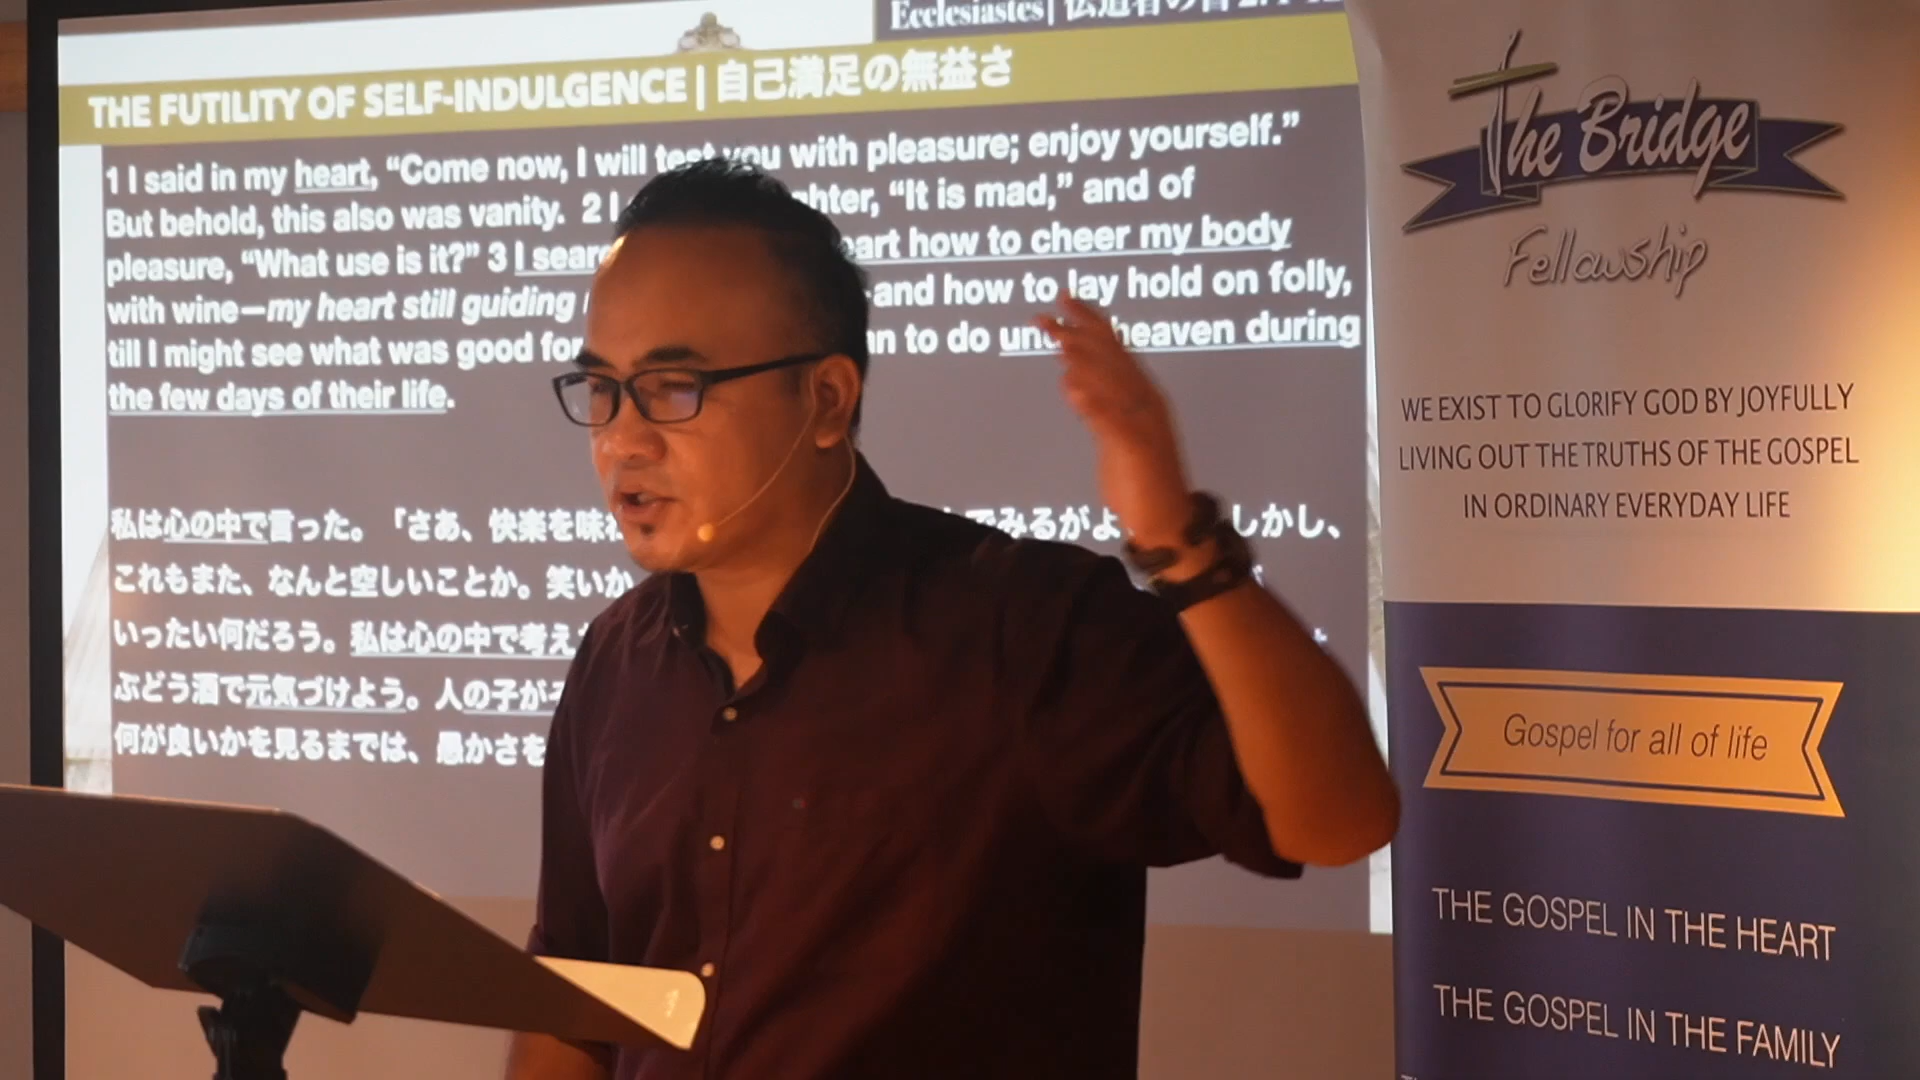 Ecclesiastes|
THE FUTILITY OF SELF-INDULGENCE | 自己満足の無益さ
1 I said in my heart, “Come now, I will test you with pleasure; enjoy yourself.”
But behold, this also was vanity. 2 I “It is mad,” and of
pleasure, “What use is it?” 3 I how to cheer my body
with wine—my heart still guiding and how to lay hold on folly,
till I might see what was good for to do heaven during
the few days of their life.
私は心の中で言った。「さあ、快楽を みるがよ しかし、
これもまた、なんと空しいことか。笑い
いったい何だろう。私は心の中で考え
ぶどう酒で元気づけよう。人の子が
何が良いかを見るまでは、愚かさを
The Bridge
Fellowship
WE EXIST TO GLORIFY GOD BY JOYFULLY
LIVING OUT THE TRUTHS OF THE GOSPEL
IN ORDINARY EVERYDAY LIFE
Gospel for all of life
THE GOSPEL IN THE HEART
THE GOSPEL IN THE FAMILY